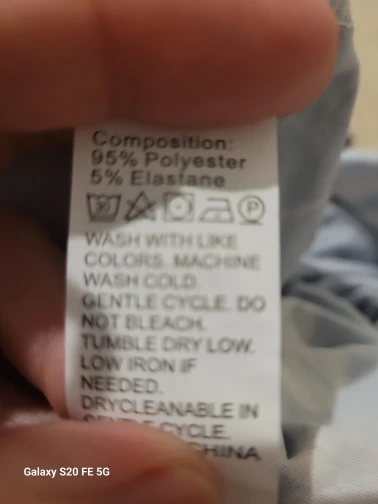 Composition:
95% Polyester
5% Elastane
P
WASH WITH LIKE
COLORS. MACHINE
WASH COLD.
GENTLE CYCLE. DO
NOT BLEACH.
TUMBLE DRY LOW.
LOW IRON IF
NEEDED.
DRYCLEANABLE IN
GENTLE CYCLE.
CHINA
Galaxy S20 FE 5G